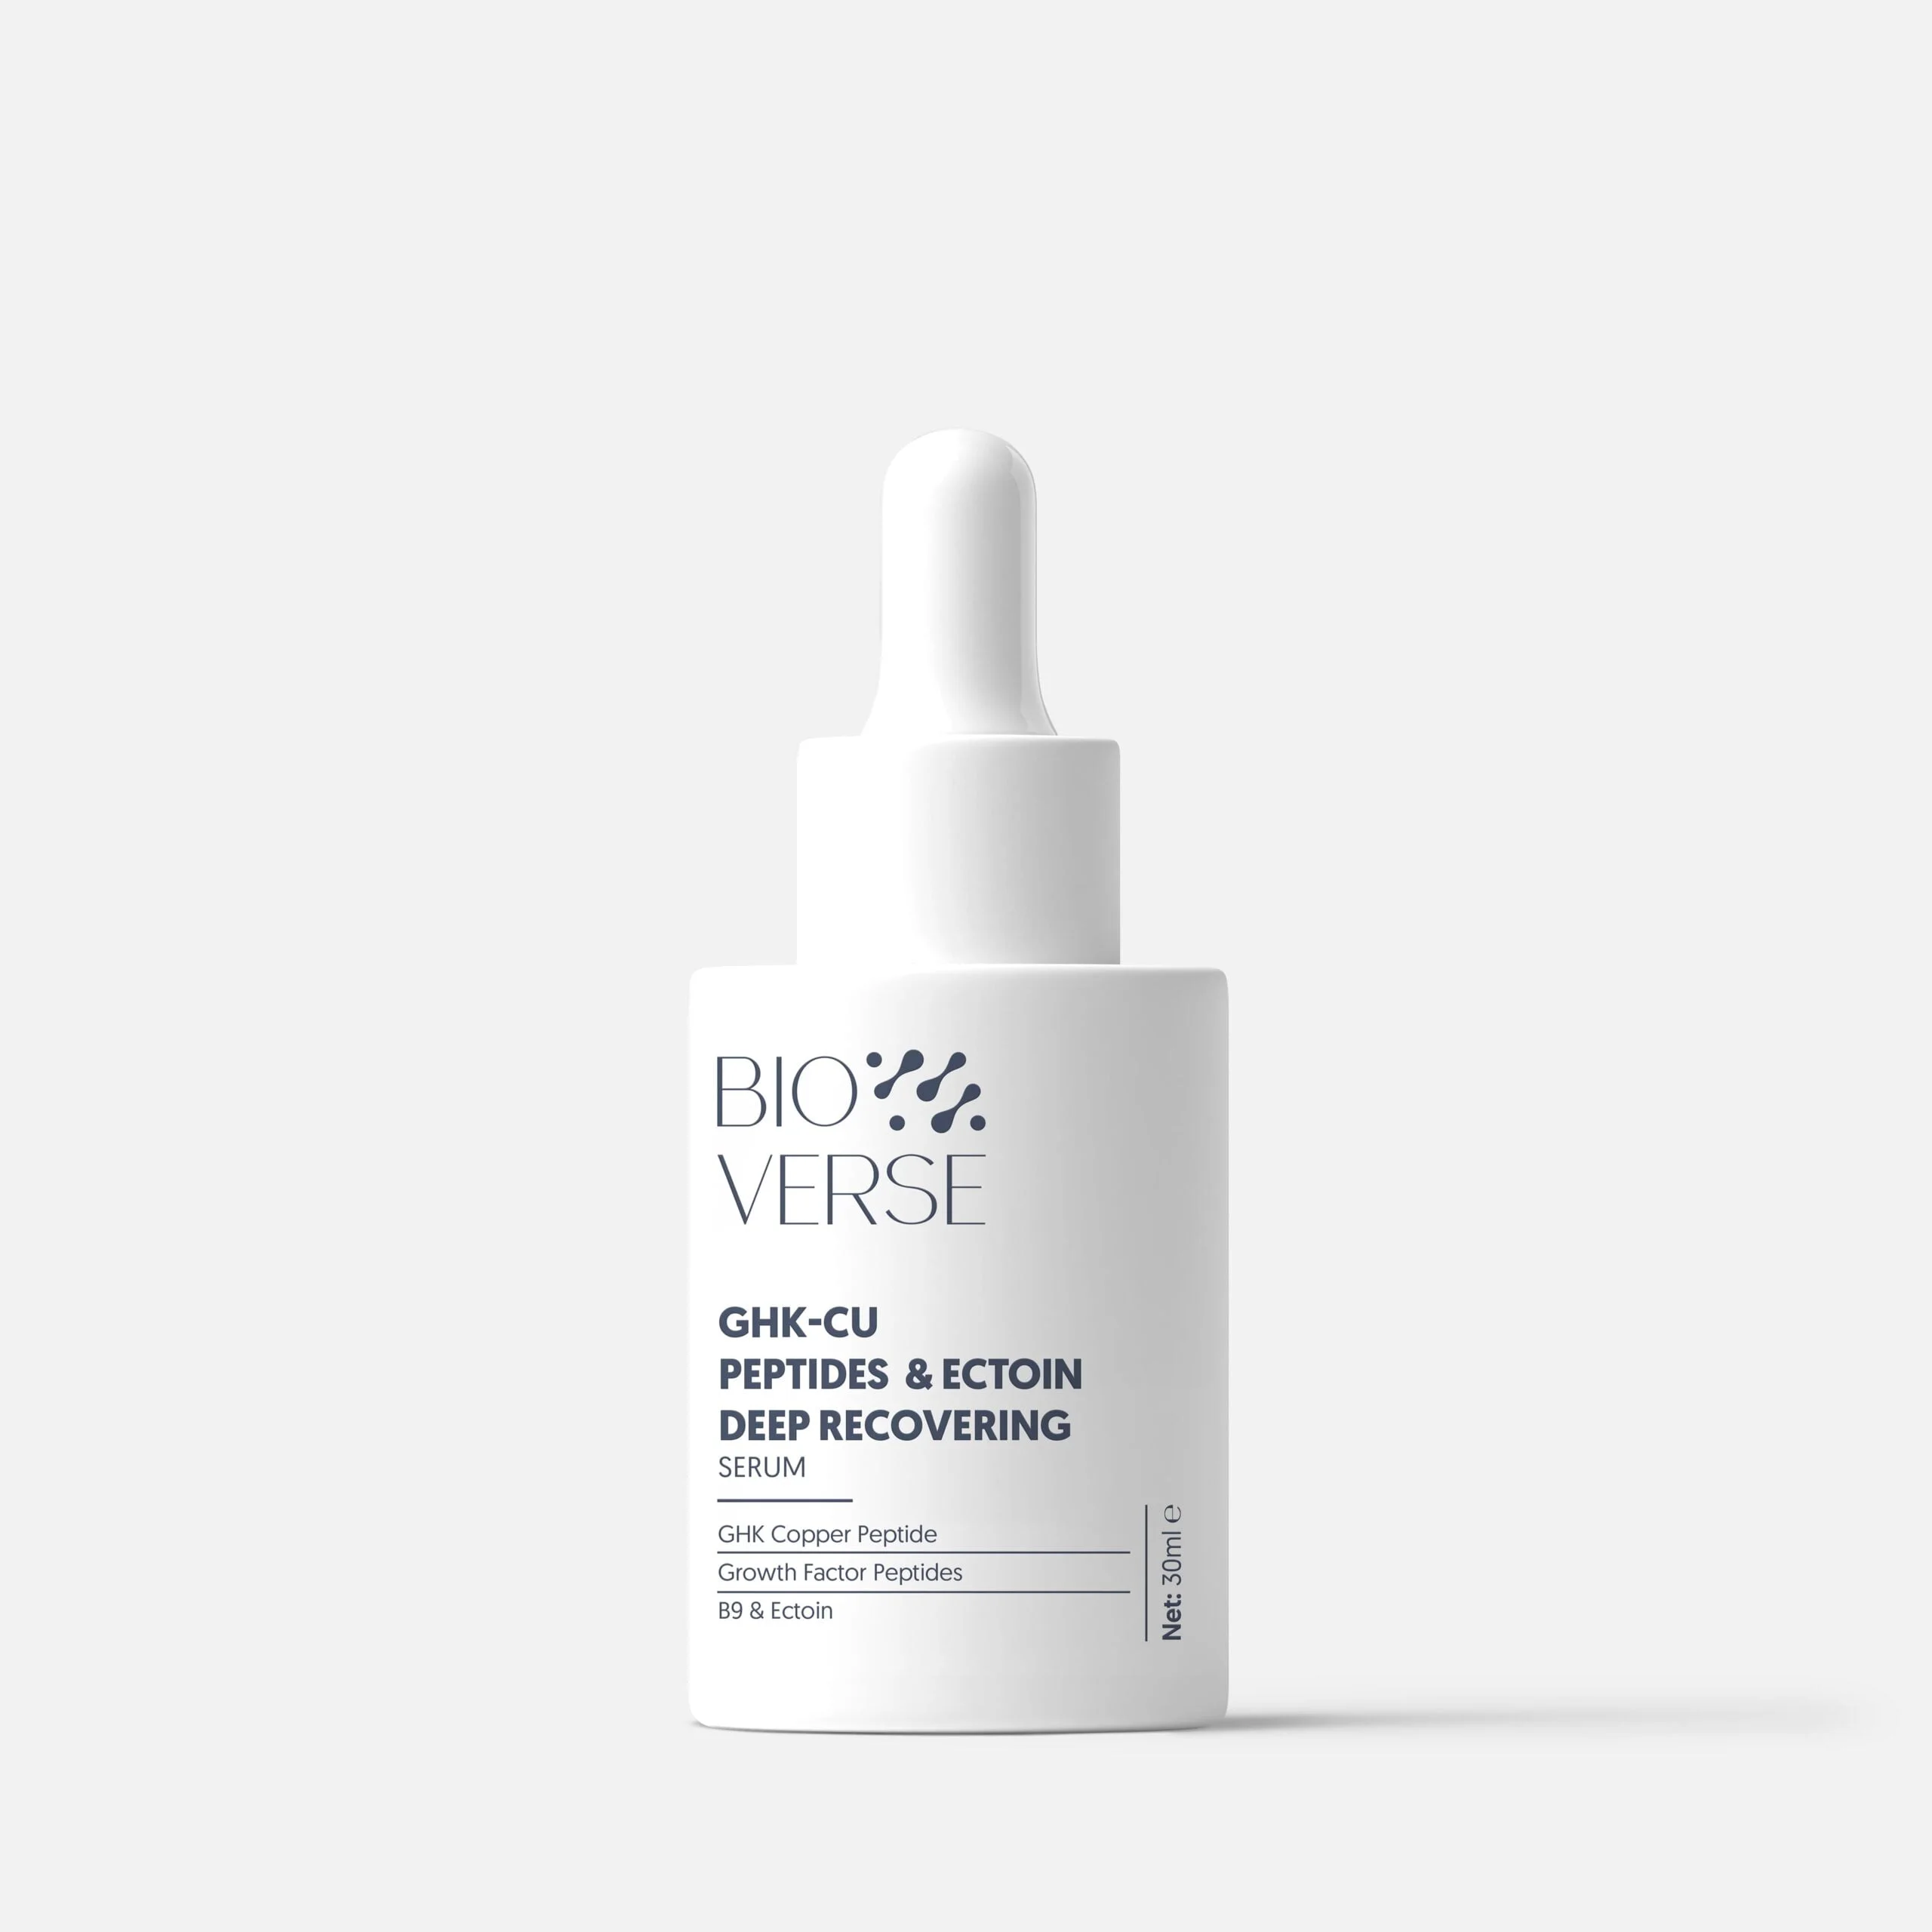 BIO
VERSE
GHK-CU
PEPTIDES & ECTOIN
DEEP RECOVERING
SERUM
GHK Copper Peptide
Growth Factor Peptides
B9 & Ectoin
Net: 30ml ℮